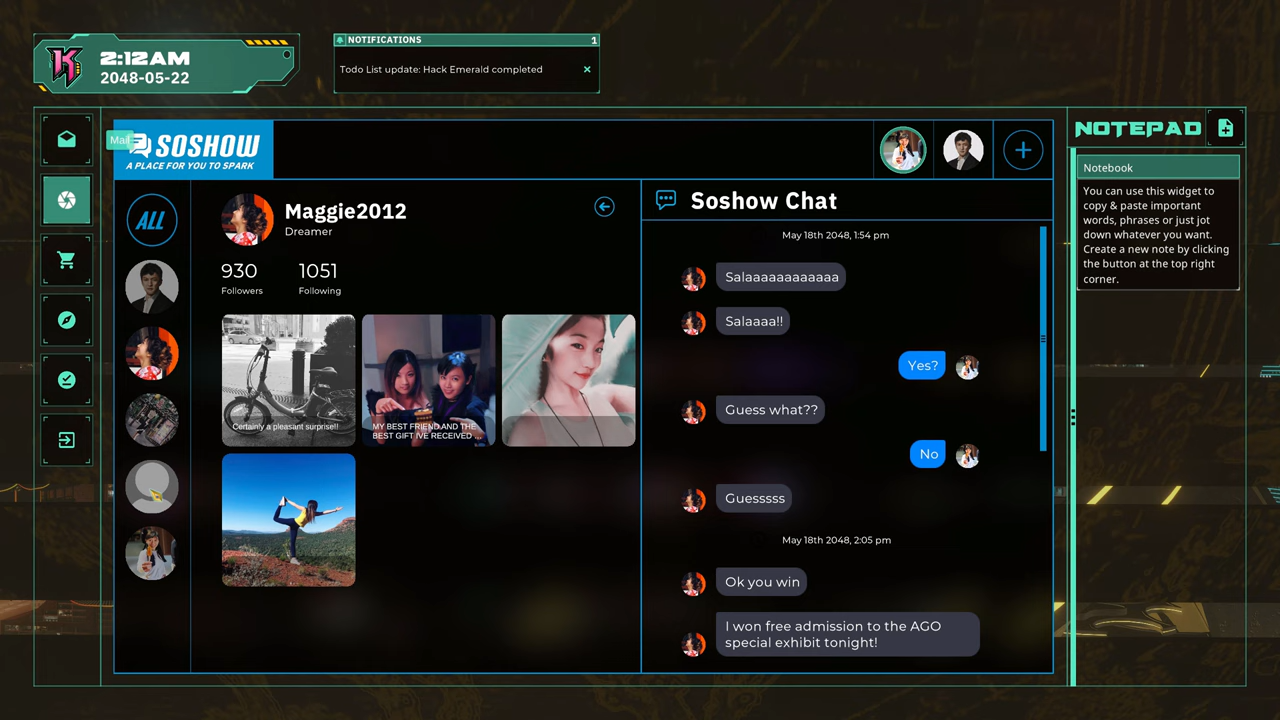 2:12AM
2048-05-22
NOTIFICATIONS 1
Todo List update: Hack Emerald completed
Mail
SOSHOW
A PLACE FOR YOU TO SPARK
ALL
Maggie2012
Dreamer
930 1051
Followers Following
Certainly a pleasant surprise!!
MY BEST FRIEND AND THE
BEST GIFT IVE RECEIVED ...
Soshow Chat
May 18th 2048, 1:54 pm
Salaaaaaaaaaaaa
Salaaaa!!
Yes?
Guess what??
No
Guesssss
May 18th 2048, 2:05 pm
Ok you win
I won free admission to the AGO
special exhibit tonight!
NOTEPAD
Notebook
You can use this widget to
copy & paste important
words, phrases or just jot
down whatever you want.
Create a new note by clicking
the button at the top right
corner.